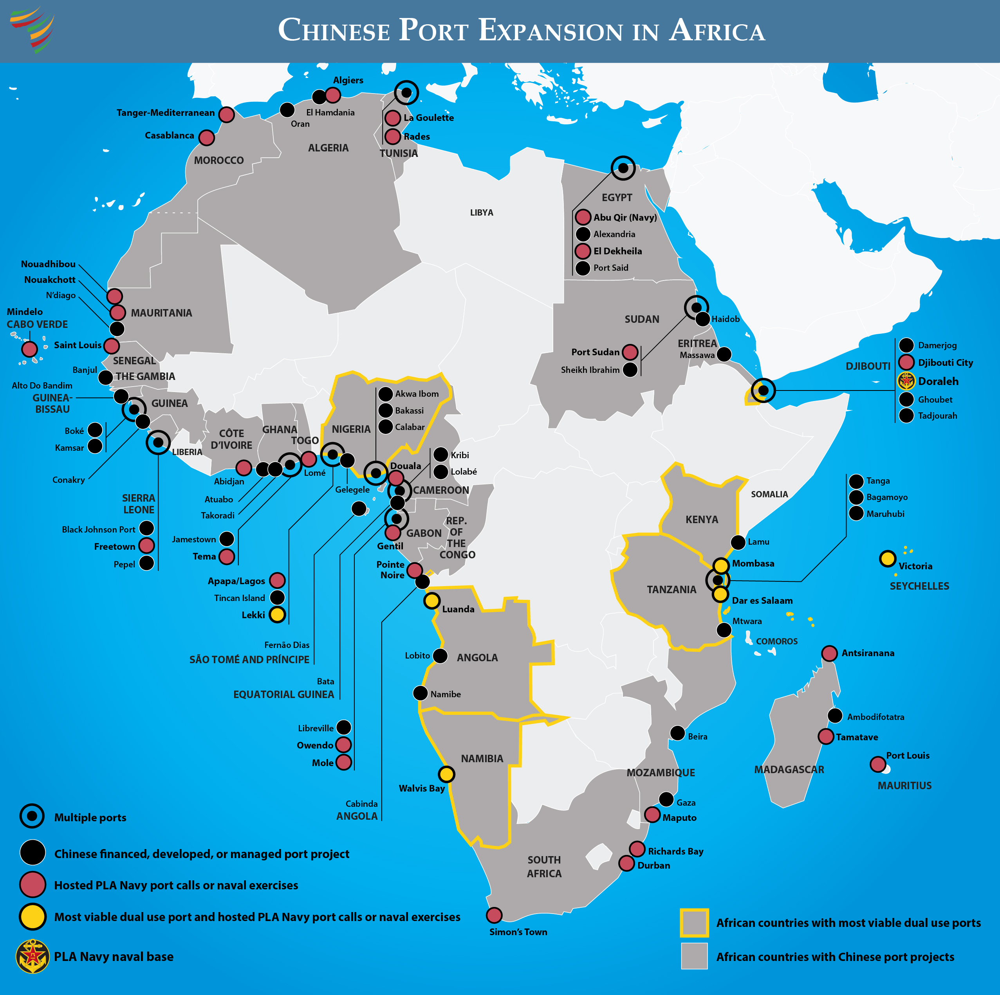 CHINESE PORT EXPANSION IN AFRICA
Algiers
El Hamdania
Oran
ALGERIA
Tanger-Mediterranean
Casablanca
MOROCCO
La Goulette
Rades
TUNISIA
LIBYA
EGYPT
Abu Qir (Navy)
Alexandria
El Dekheila
Port Said
Nouadhibou
Nouakchott
N'diago
MAURITANIA
Mindelo
CABO VERDE
Saint Louis
SENEGAL
Banjul
THE GAMBIA
Alto Do Bandim
GUINEA-
BISSAU
GUINEA
Boké
Kamsar
Conakry
SIERRA
LEONE
Black Johnson Port
Freetown
Pepel
LIBERIA
CÔTE
D'IVOIRE
Abidjan
GHANA
Atuabo
Takoradi
Jamestown
Tema
TOGO
Lomé
NIGERIA
Akwa Ibom
Bakassi
Calabar
Gelegele
Apapa/Lagos
Tincan Island
Lekki
Douala
Kribi
Lolabé
CAMEROON
Fernão Dias
SÃO TOMÉ AND PRÍNCIPE
Bata
EQUATORIAL GUINEA
GABON
Gentil
Libreville
Owendo
Mole
REP.
OF
THE
CONGO
Pointe
Noire
Cabinda
ANGOLA
Luanda
Lobito
ANGOLA
Namibe
NAMIBIA
Walvis Bay
SUDAN
Haidob
Port Sudan
Sheikh Ibrahim
ERITREA
Massawa
DJIBOUTI
Damerjog
Djibouti City
Doraleh
Ghoubet
Tadjourah
SOMALIA
KENYA
Lamu
Mombasa
TANZANIA
Tanga
Bagamoyo
Maruhubi
Dar es Salaam
Mtwara
Victoria
SEYCHELLES
COMOROS
Antsiranana
Ambodifotatra
Tamatave
MADAGASCAR
Port Louis
MAURITIUS
Beira
MOZAMBIQUE
Gaza
Maputo
Richards Bay
Durban
SOUTH
AFRICA
Simon's Town
Multiple ports
Chinese financed, developed, or managed port project
Hosted PLA Navy port calls or naval exercises
Most viable dual use port and hosted PLA Navy port calls or naval exercises
PLA Navy naval base
African countries with most viable dual use ports
African countries with Chinese port projects